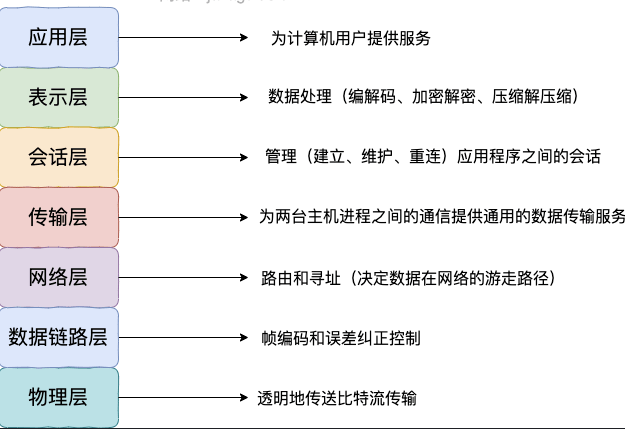 应用层 为计算机用户提供服务
表示层 数据处理（编解码、加密解密、压缩解压缩）
会话层 管理（建立、维护、重连）应用程序之间的会话
传输层 为两台主机进程之间的通信提供通用的数据传输服务
网络层 路由和寻址（决定数据在网络的游走路径）
数据链路层 帧编码和误差纠正控制
物理层 透明地传送比特流传输